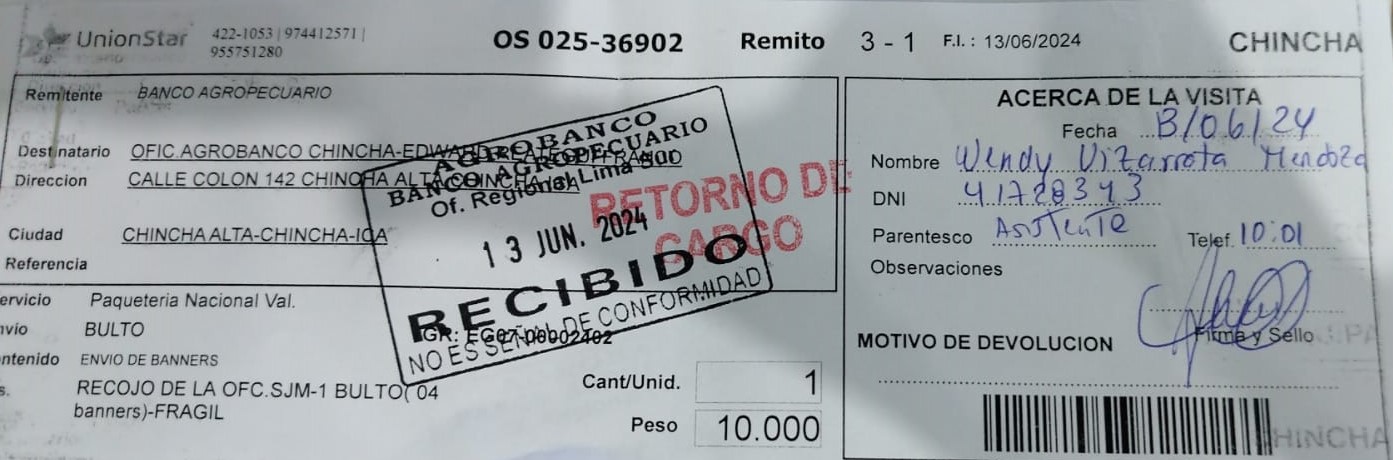 UnionStar 422-1053 | 974412571 |
955751280
OS 025-36902 Remito 3 - 1 F.I. : 13/06/2024 CHINCHA
Remitente BANCO AGROPECUARIO
Destinatario OFIC.AGROBANCO CHINCHA-EDWARD
Direccion CALLE COLON 142 CHINCHA ALTA-CHINCHA-ICA
Ciudad CHINCHA ALTA-CHINCHA-ICA
Referencia
AGROBANCO
BANCO AGROPECUARIO
Of. Regional Lima Sur
13 JUN. 2024
RECIBIDO
NO ES SEÑAL DE CONFORMIDAD
RETORNO DE
CARGO
ervicio Paqueteria Nacional Val.
nvio BULTO
GR: EG07-00002402
ntenido ENVIO DE BANNERS
s. RECOJO DE LA OFC.SJM-1 BULTO( 04
banners)-FRAGIL
Cant/Unid. 1
Peso 10.000
ACERCA DE LA VISITA
Fecha 13/06/24
Nombre Wendy Vizarrota Mendoza
DNI 41728343
Parentesco Asistente Telef 10:01
Observaciones
Firma y Sello
MOTIVO DE DEVOLUCION
CHINCHA